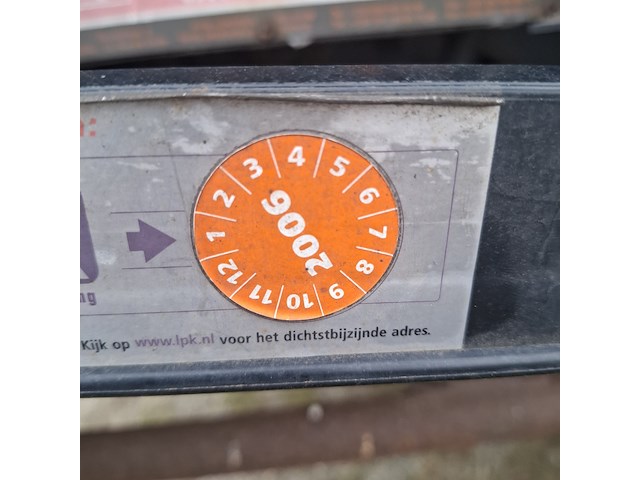 :
1 2 3 4 5 6 7 8 9 10 11 12
2006
ng
Kijk op www.lpk.nl voor het dichtstbijzijnde adres.